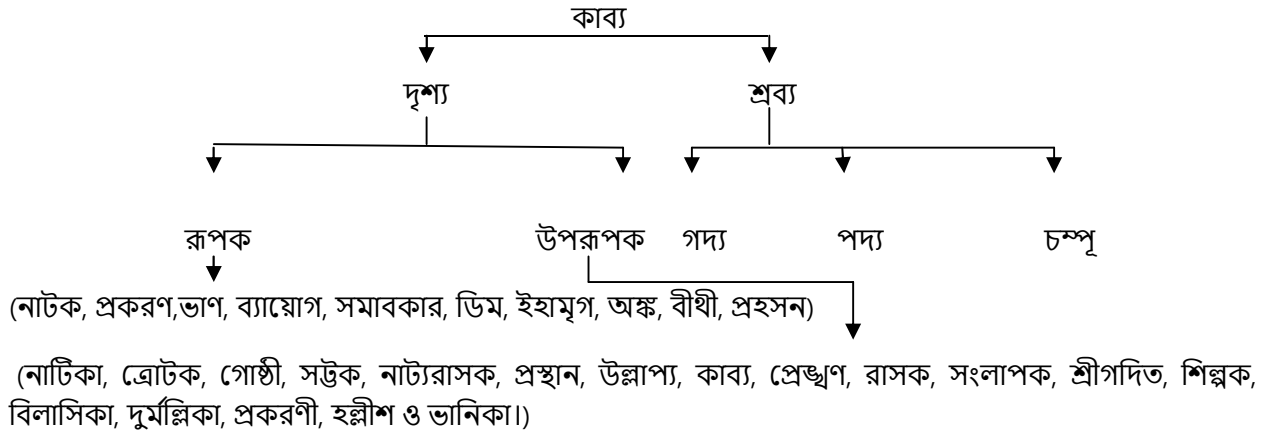 কাব্য
দৃশ্য শ্রব্য
রূপক উপরূপক গদ্য পদ্য চম্পূ
(নাটক, প্রকরণ,ভাণ, ব্যায়োগ, সমাবকার, ডিম, ইহামৃগ, অঙ্ক, বীথী, প্রহসন)
(নাটিকা, ত্রোটক, গোষ্ঠী, সট্টক, নাট্যরাসক, প্রস্থান, উল্লাপ্য, কাব্য, প্রেঙ্খণ, রাসক, সংলাপক, শ্রীগদিত, শিল্পক,
বিলাসিকা, দুর্মল্লিকা, প্রকরণী, হল্লীশ ও ভানিকা।)